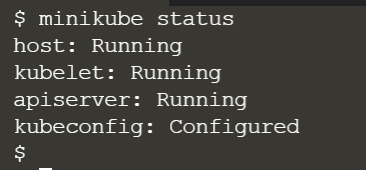 $ minikube status
host: Running
kubelet: Running
apiserver: Running
kubeconfig: Configured
$